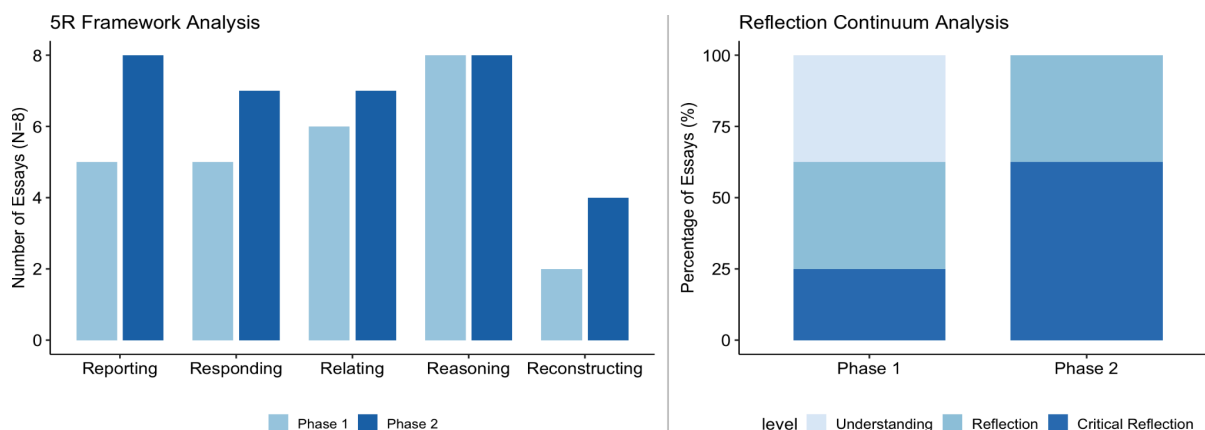 5R Framework Analysis
Number of Essays (N=8)
8
6
4
2
0
Reporting
Responding
Relating
Reasoning
Reconstructing
Phase 1
Phase 2
Reflection Continuum Analysis
Percentage of Essays (%)
100
75
50
25
0
Phase 1
Phase 2
level
Understanding
Reflection
Critical Reflection